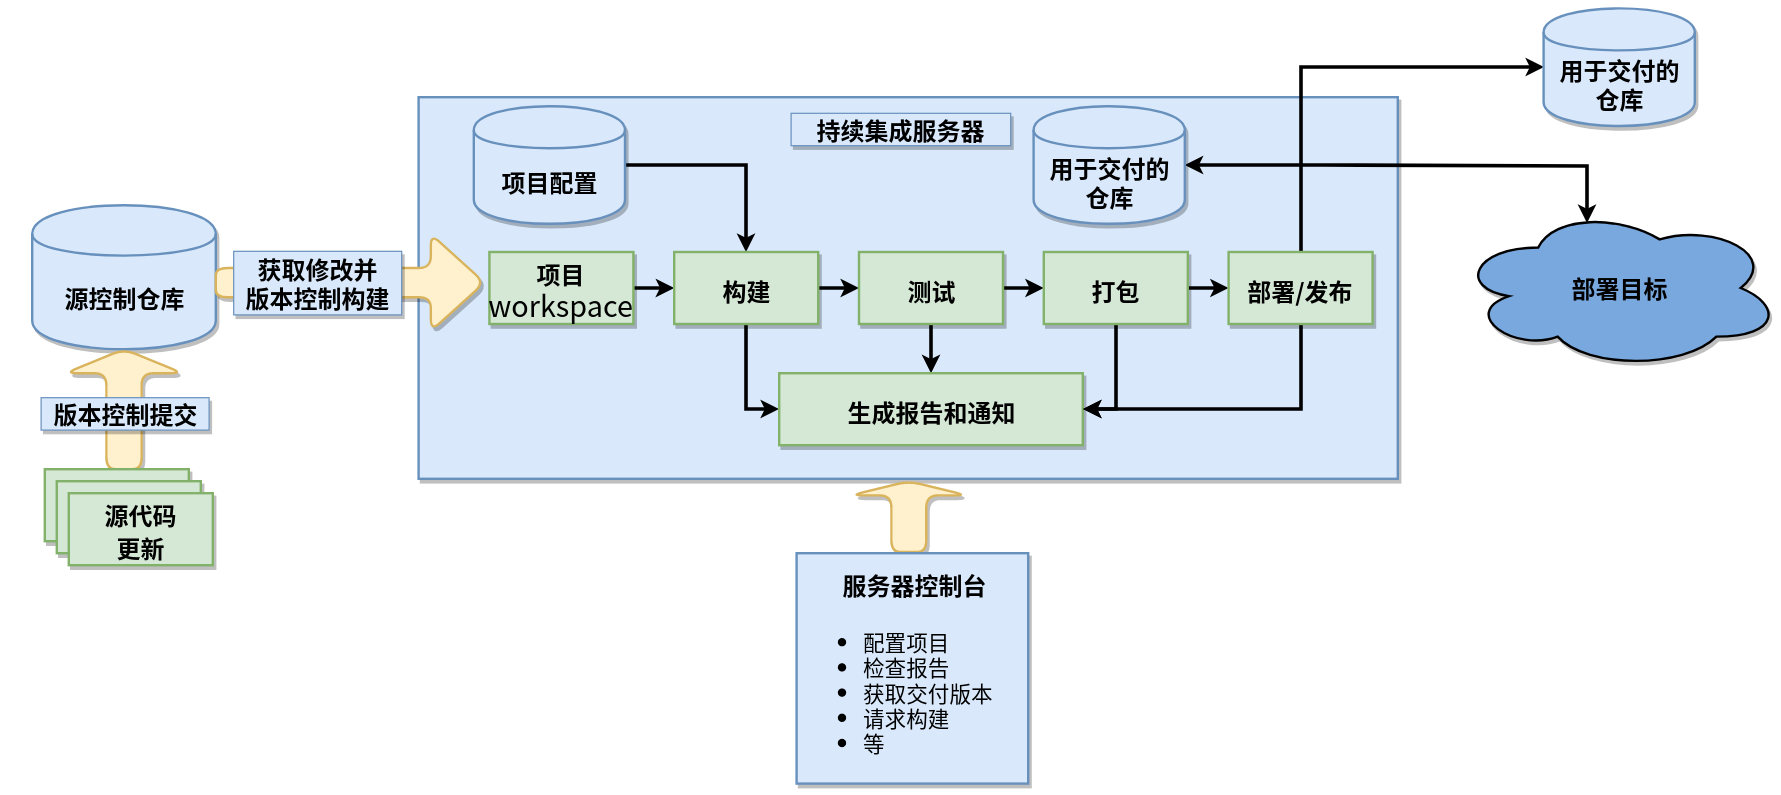 用于交付的
仓库
持续集成服务器
项目配置
用于交付的
仓库
源控制仓库
获取修改并
版本控制构建
项目
workspace
构建
测试
打包
部署/发布
部署目标
版本控制提交
生成报告和通知
源代码
更新
服务器控制台
配置项目
检查报告
获取交付版本
请求构建
等